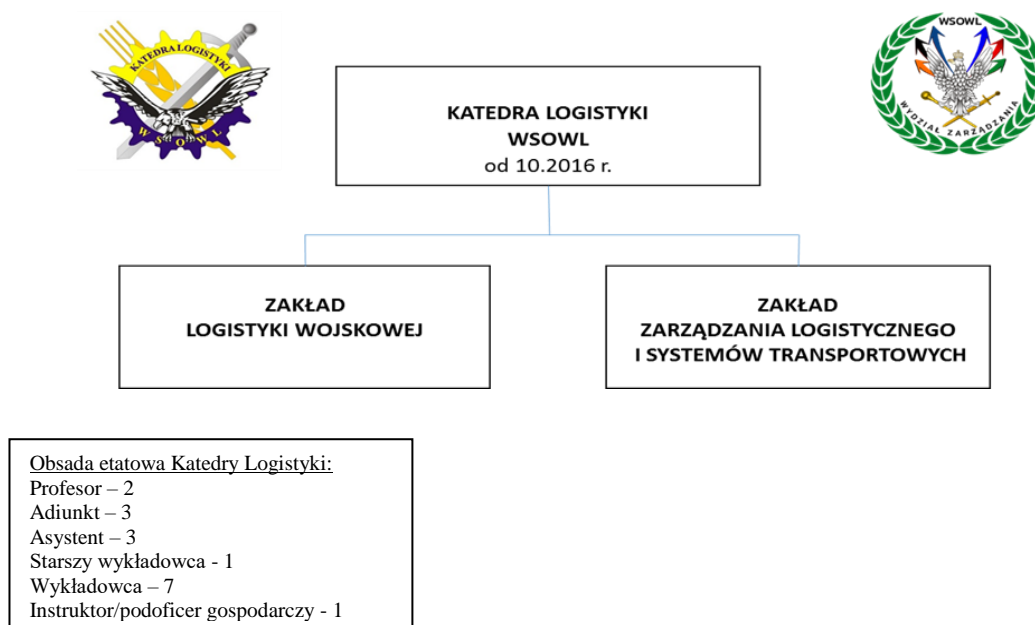 KATEDRA LOGISTYKI
W S O W L
WSOWL
WYDZIAŁ ZARZĄDZANIA
KATEDRA LOGISTYKI
WSOWL
od 10.2016 r.
ZAKŁAD
LOGISTYKI WOJSKOWEJ
ZAKŁAD
ZARZĄDZANIA LOGISTYCZNEGO
I SYSTEMÓW TRANSPORTOWYCH
Obsada etatowa Katedry Logistyki:
Profesor – 2
Adiunkt – 3
Asystent – 3
Starszy wykładowca - 1
Wykładowca – 7
Instruktor/podoficer gospodarczy - 1